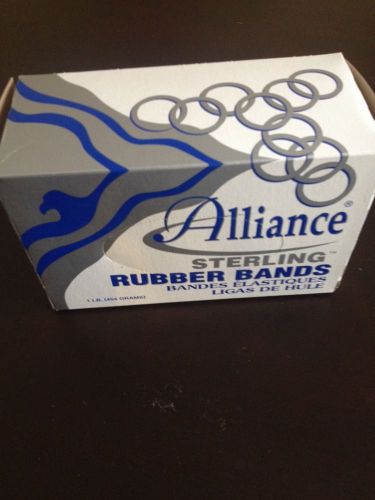 Alliance®
STERLING™
RUBBER BANDS
BANDES ÉLASTIQUES
LIGAS DE HULE
1 LB. (454 GRAMS)